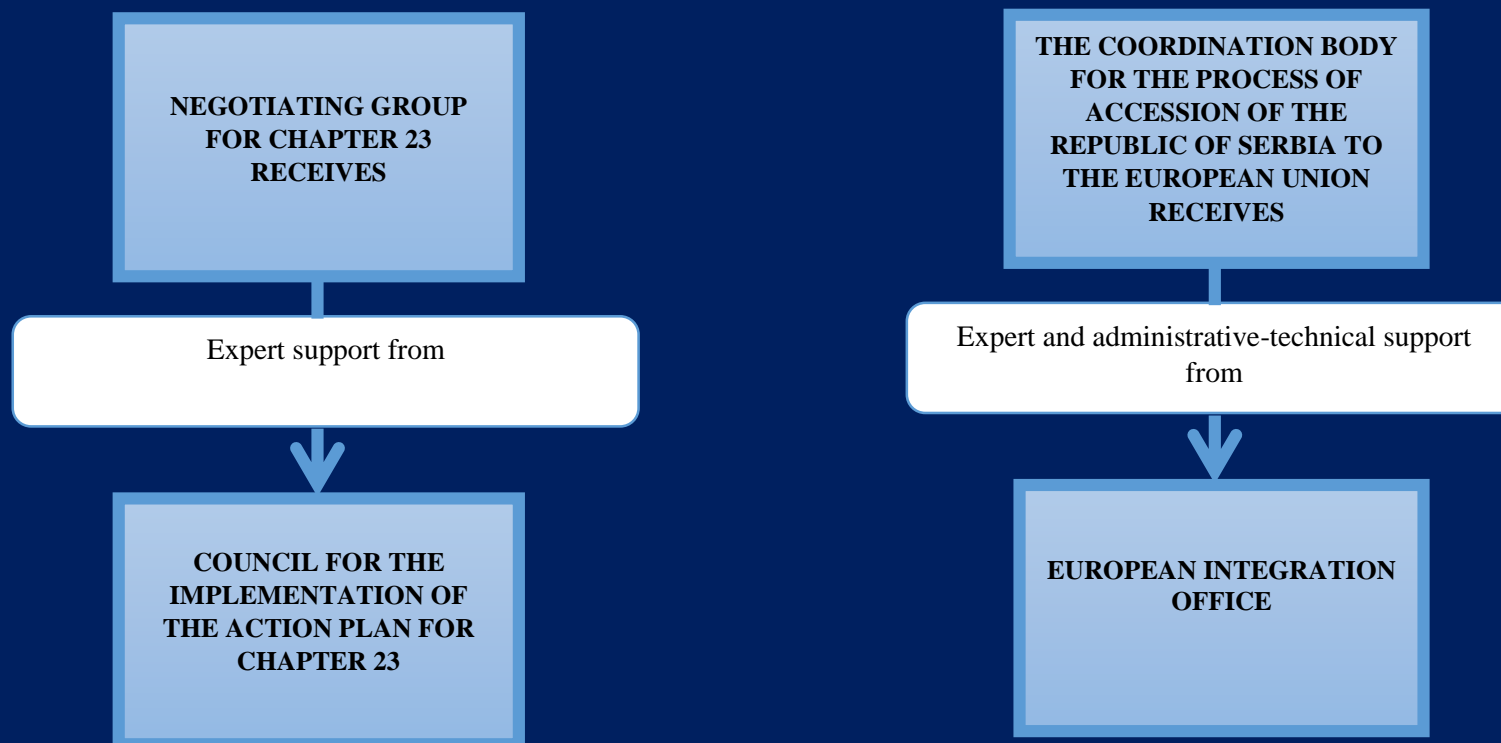 NEGOTIATING GROUP
FOR CHAPTER 23
RECEIVES
Expert support from
COUNCIL FOR THE
IMPLEMENTATION OF
THE ACTION PLAN FOR
CHAPTER 23
THE COORDINATION BODY
FOR THE PROCESS OF
ACCESSION OF THE
REPUBLIC OF SERBIA TO
THE EUROPEAN UNION
RECEIVES
Expert and administrative-technical support
from
EUROPEAN INTEGRATION
OFFICE